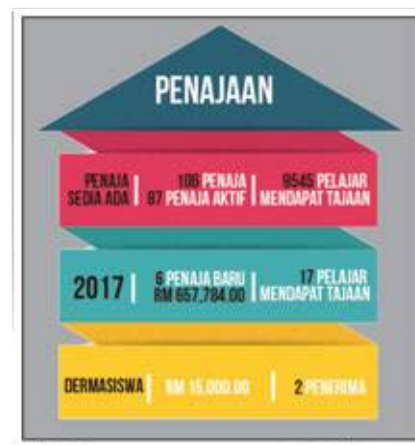 PENAJAAN
PENAJA
SEDIA ADA
106 PENAJA
87 PENAJA AKTIF
9545 PELAJAR
MENDAPAT TAJAAN
2017
6 PENAJA BARU
RM 657,784.00
17 PELAJAR
MENDAPAT TAJAAN
DERMASISWA
RM 15,000.00
2 PENERIMA